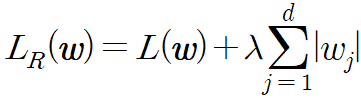 L_R(𝒘) = L(𝒘) + λ∑_{j = 1}^{d}|w_j|